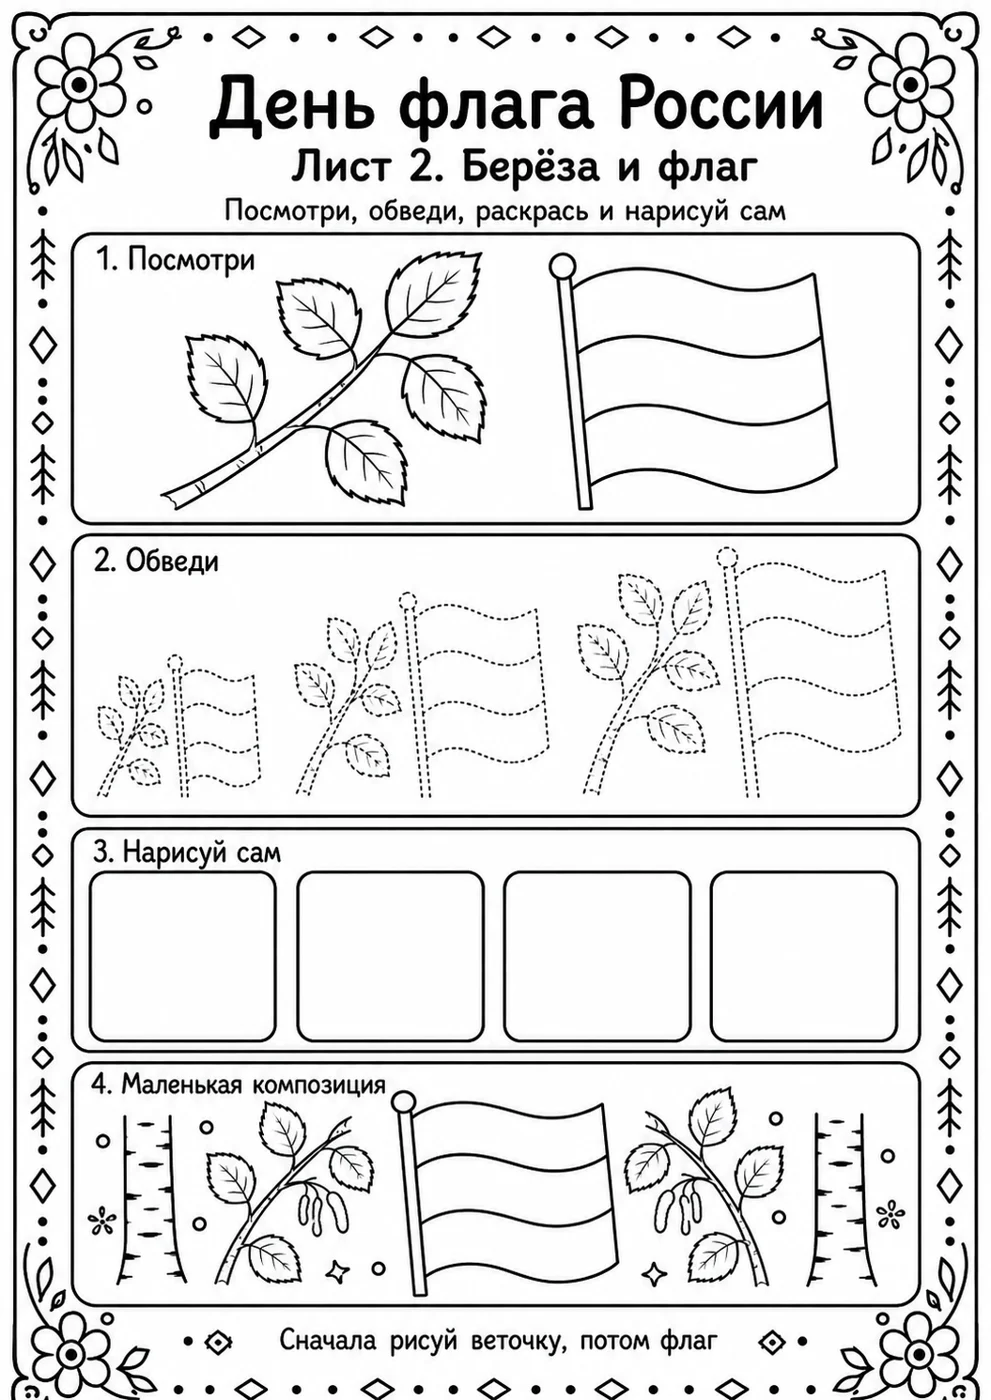 День флага России
Лист 2. Берёза и флаг
Посмотри, обведи, раскрась и нарисуй сам
1. Посмотри
2. Обведи
3. Нарисуй сам
4. Маленькая композиция
Сначала рисуй веточку, потом флаг